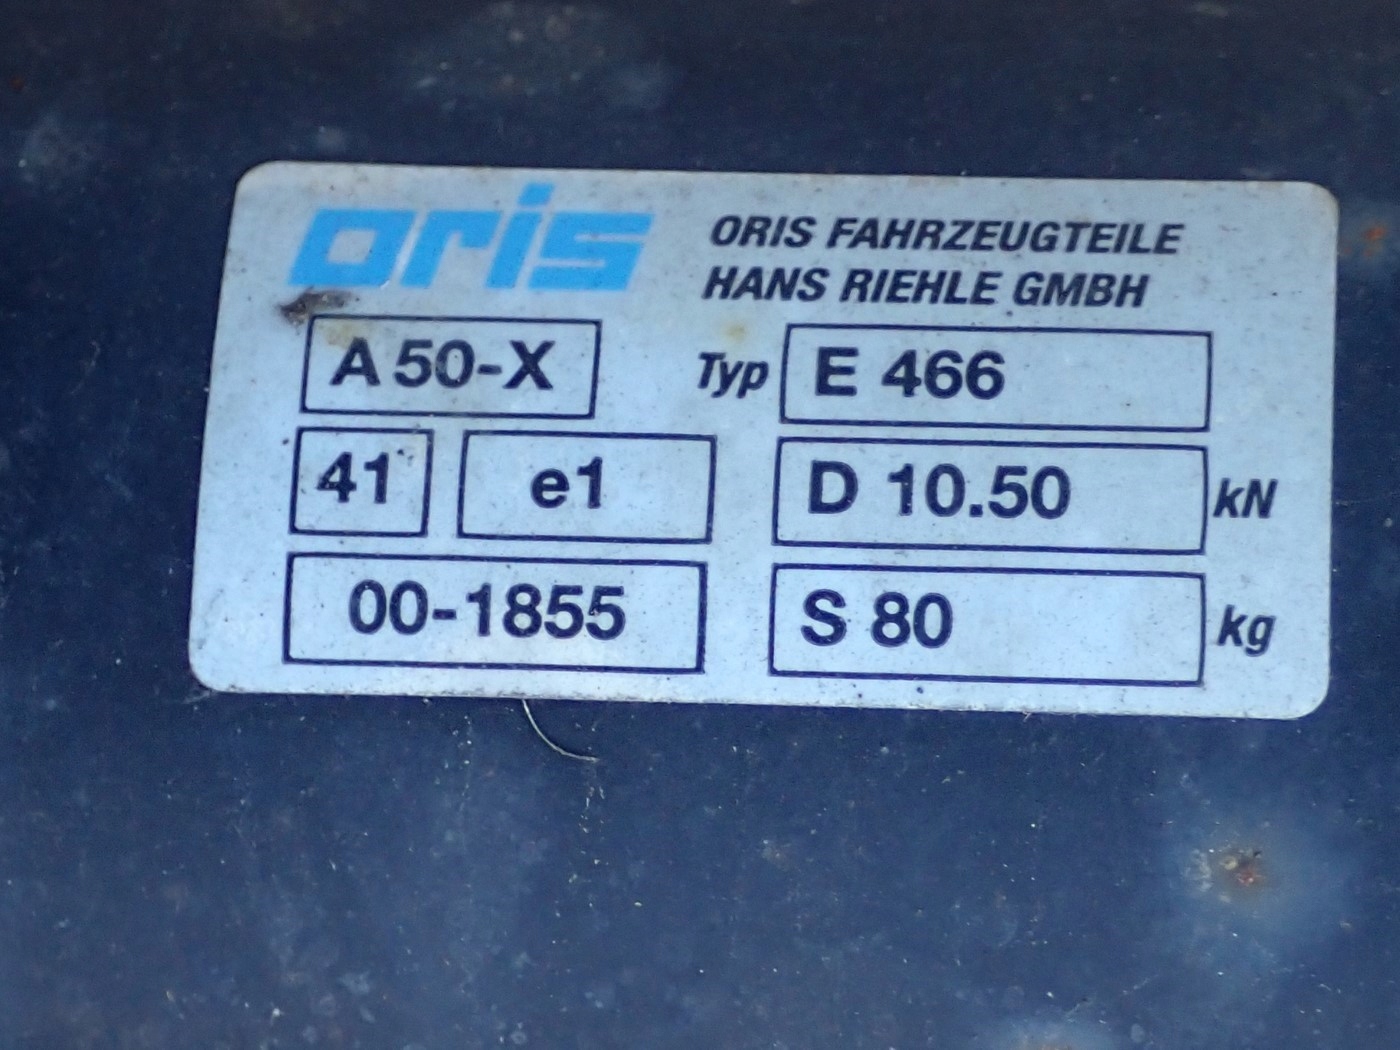 oris
ORIS FAHRZEUGTEILE
HANS RIEHLE GMBH
A 50-X Typ E 466
41 e1 D 10.50 kN
00-1855 S 80 kg